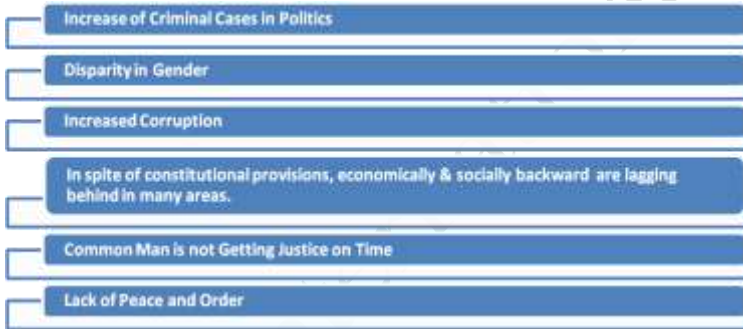 Increase of Criminal Cases in Politics
Disparity in Gender
Increased Corruption
In spite of constitutional provisions, economically & socially backward are lagging
behind in many areas.
Common Man is not Getting Justice on Time
Lack of Peace and Order